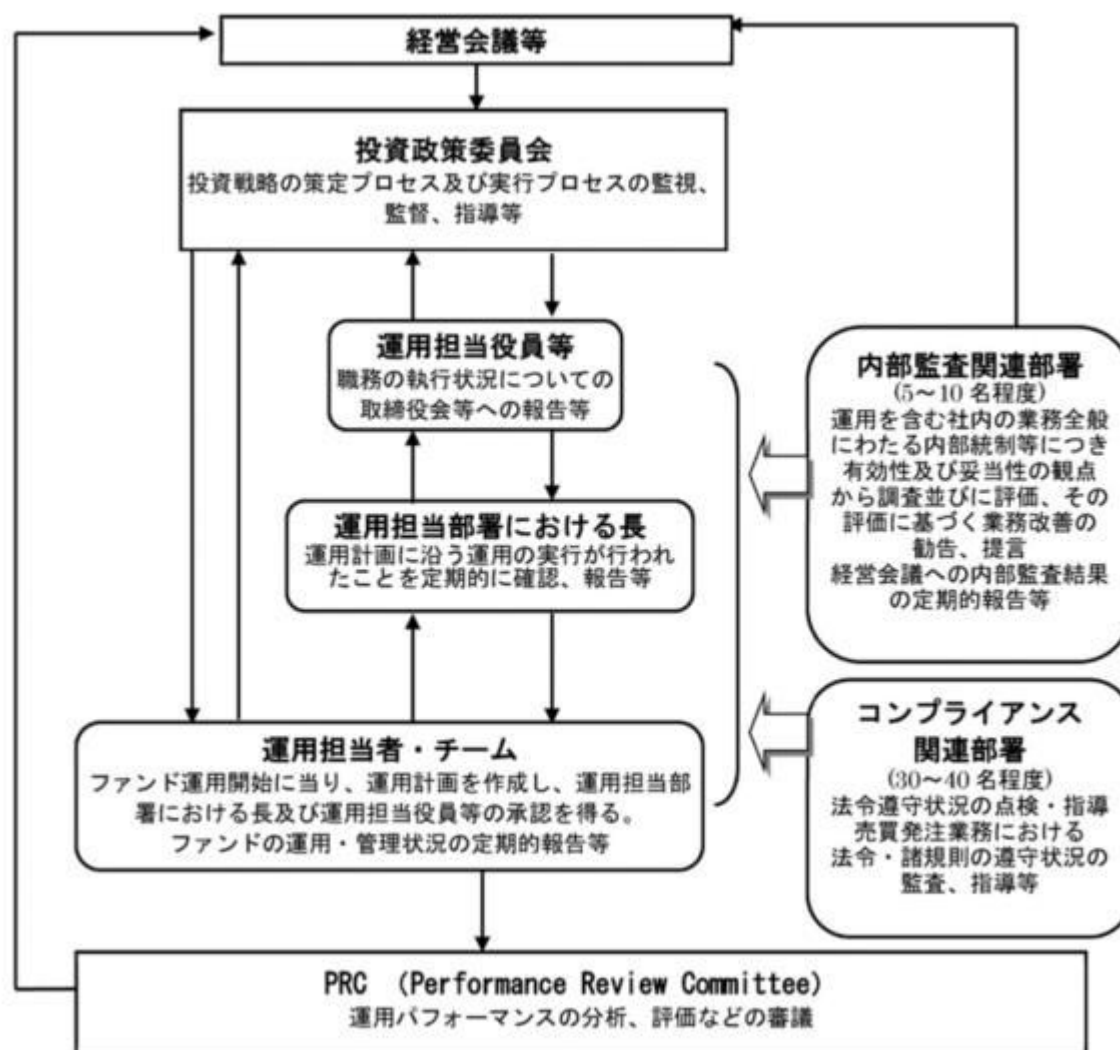 経営会議等
投資政策委員会
投資戦略の策定プロセス及び実行プロセスの監視、
監督、指導等
運用担当役員等
職務の執行状況についての
取締役会等への報告等
運用担当部署における長
運用計画に沿う運用の実行が行われ
たことを定期的に確認、報告等
運用担当者・チーム
ファンド運用開始に当り、運用計画を作成し、運用担当部
署における長及び運用担当役員等の承認を得る。
ファンドの運用・管理状況の定期的報告等
内部監査関連部署
(5～10 名程度)
運用を含む社内の業務全般
にわたる内部統制等につき
有効性及び妥当性の観点
から調査並びに評価、その
評価に基づく業務改善の
勧告、提言
経営会議への内部監査結果
の定期的報告等
コンプライアンス
関連部署
(30～40 名程度)
法令遵守状況の点検・指導
売買発注業務における
法令・諸規則の遵守状況の
監査、指導等
PRC （Performance Review Committee）
運用パフォーマンスの分析、評価などの審議